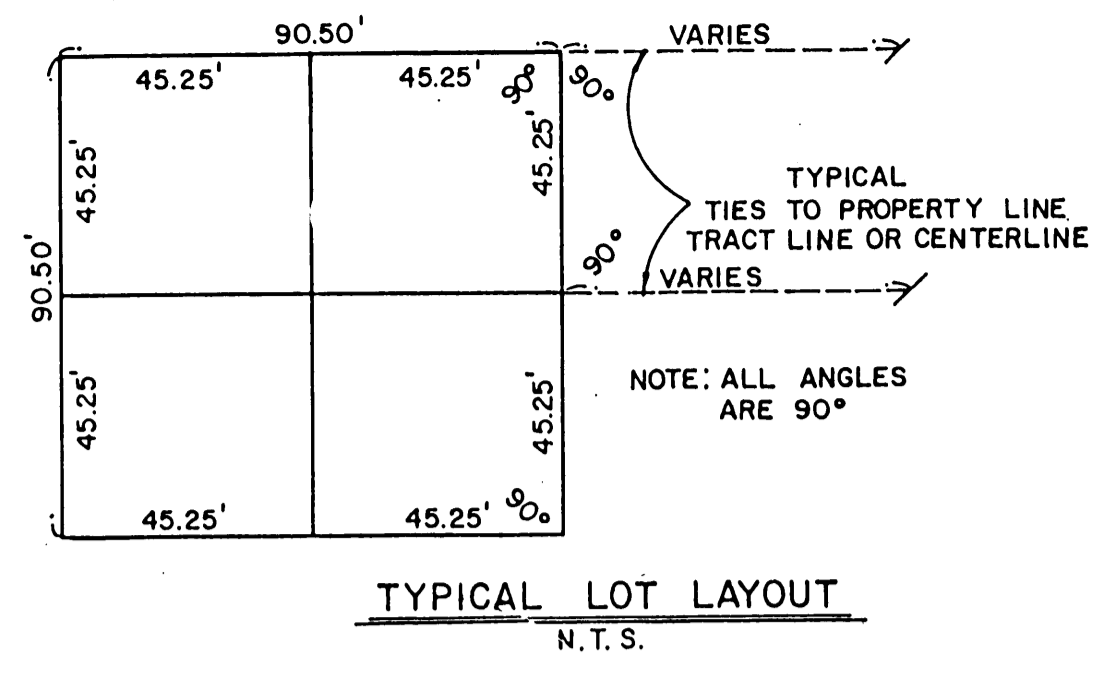 90.50'
VARIES
45.25'
45.25'
90°
90°
45.25'
45.25'
TYPICAL
TIES TO PROPERTY LINE
TRACT LINE OR CENTERLINE
90°
90.50'
VARIES
45.25'
45.25'
NOTE: ALL ANGLES
ARE 90°
45.25'
45.25'
90°
TYPICAL LOT LAYOUT
N.T.S.